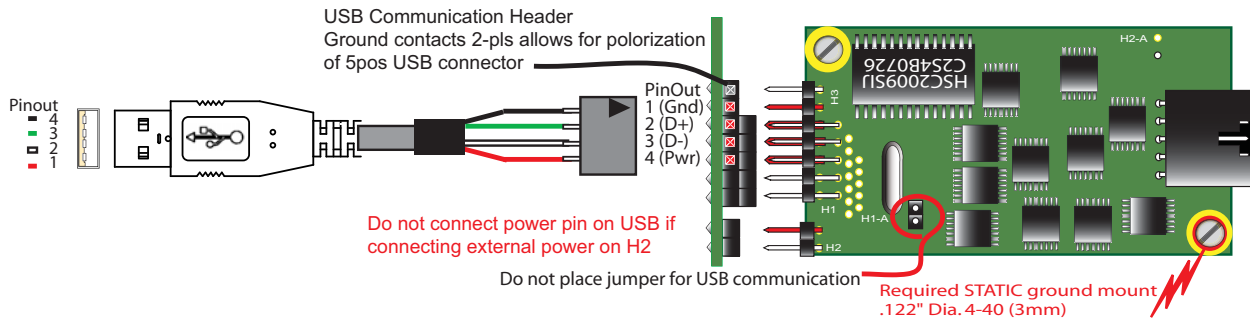 USB Communication Header
Ground contacts 2-pls allows for polorization
of 5pos USB connector
Pinout
4
3
2
1
PinOut
1 (Gnd)
2 (D+)
3 (D-)
4 (Pwr)
Do not connect power pin on USB if
connecting external power on H2
Do not place jumper for USB communication
H3
H1
H1-A
H2
H2-A
HSC2009SIJ
C2S4B0726
Required STATIC ground mount
.122" Dia. 4-40 (3mm)